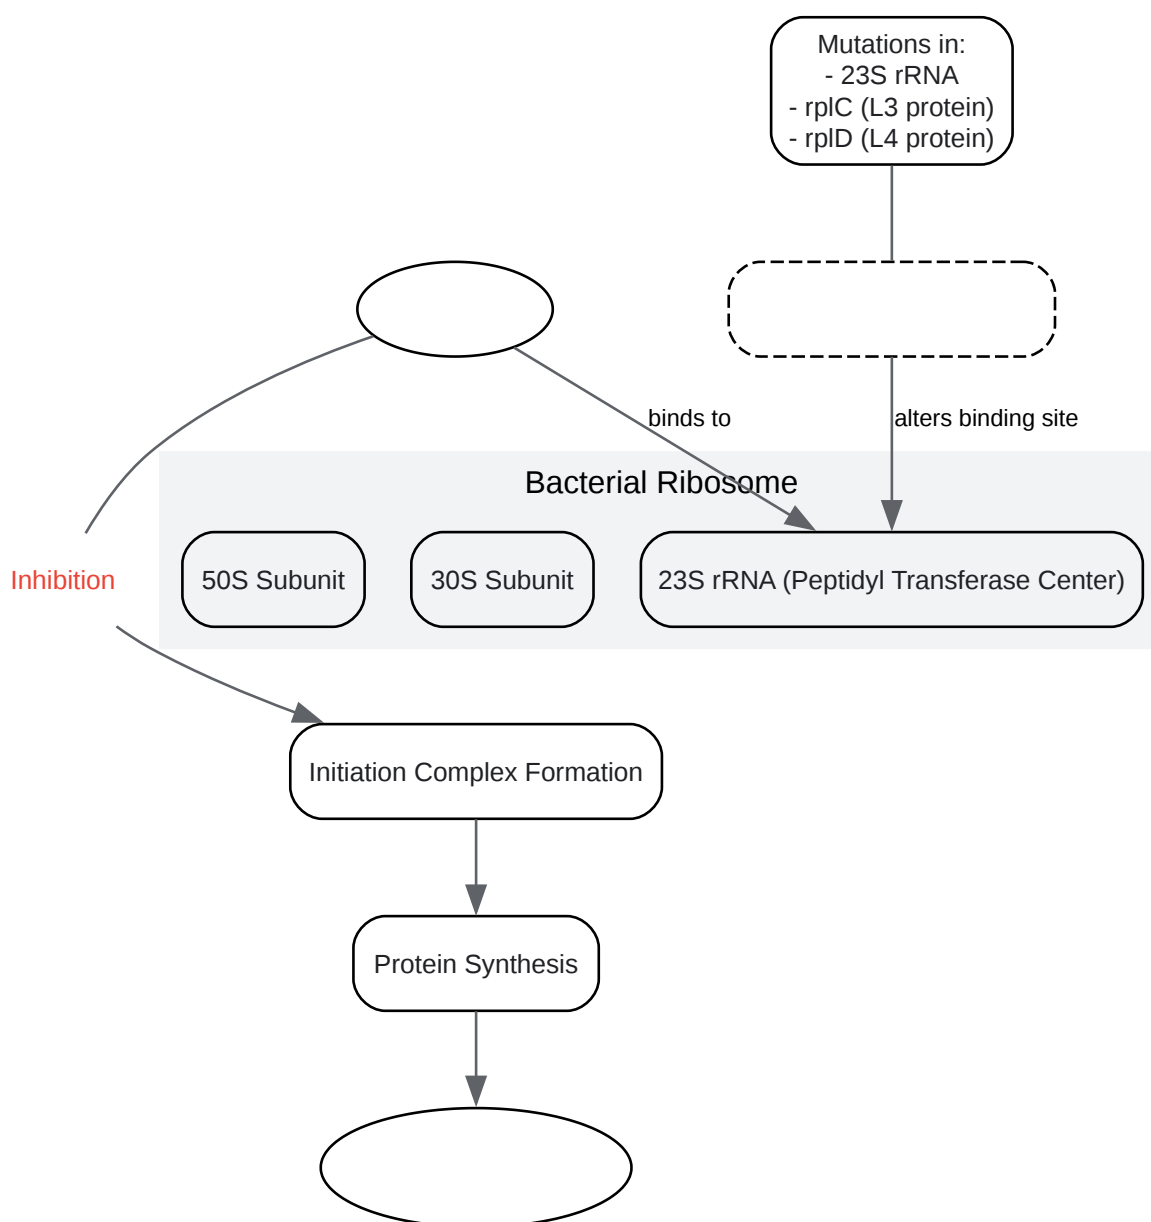 Mutations in:
- 23S rRNA
- rplC (L3 protein)
- rplD (L4 protein)
binds to
alters binding site
Bacterial Ribosome
Inhibition
50S Subunit
30S Subunit
23S rRNA (Peptidyl Transferase Center)
Initiation Complex Formation
Protein Synthesis